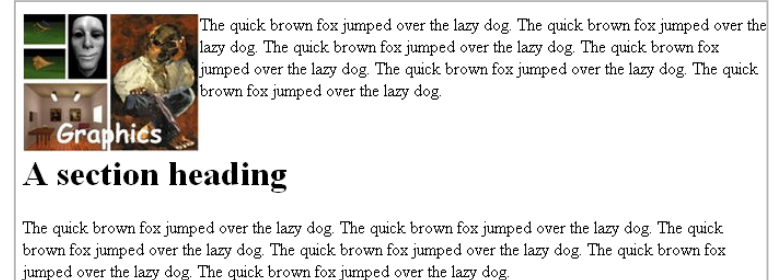 The quick brown fox jumped over the lazy dog. The quick brown fox jumped over the
lazy dog. The quick brown fox jumped over the lazy dog. The quick brown fox
jumped over the lazy dog. The quick brown fox jumped over the lazy dog. The quick
brown fox jumped over the lazy dog.
Graphics
A section heading
The quick brown fox jumped over the lazy dog. The quick brown fox jumped over the lazy dog. The quick
brown fox jumped over the lazy dog. The quick brown fox jumped over the lazy dog. The quick brown fox
jumped over the lazy dog. The quick brown fox jumped over the lazy dog.